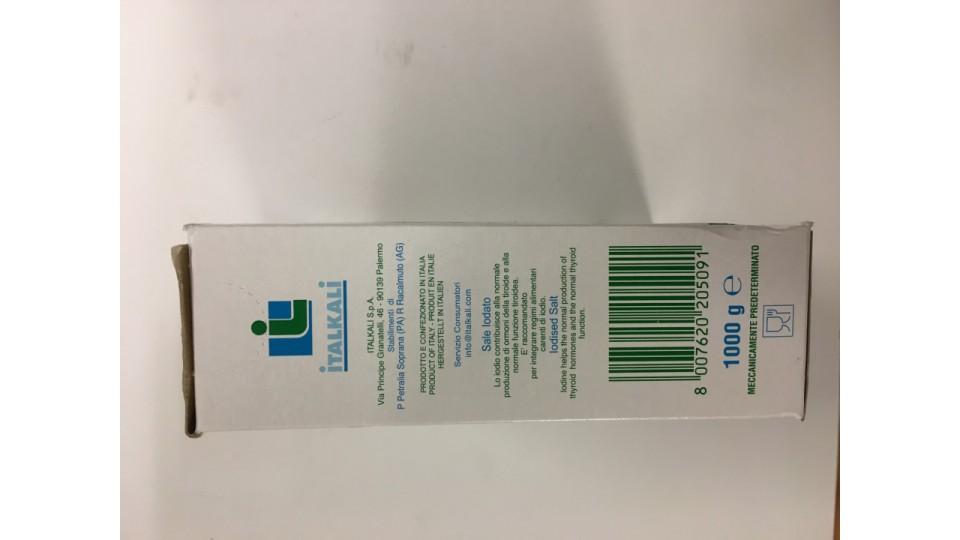 iTALKALi
ITALKALI S.p.A.
Via Principe Granatelli, 46 - 90139 Palermo
Stabilimenti di
P Petralia Soprana (PA) R Racalmuto (AG)
PRODOTTO E CONFEZIONATO IN ITALIA
PRODUCT OF ITALY - PRODUIT EN ITALIE
HERGESTELLT IN ITALIEN
Servizio Consumatori
info@italkali.com
Sale Iodato
Lo iodio contribuisce alla normale
produzione di ormoni della tiroide e alla
normale funzione tiroidea.
E' raccomandato
per integrare regimi alimentari
carenti di iodio.
Iodised Salt
Iodine helps the normal production of
thyroid hormones and the normal thyroid
function.
8 007620 205091
1000 g ℮
MECCANICAMENTE PREDETERMINATO